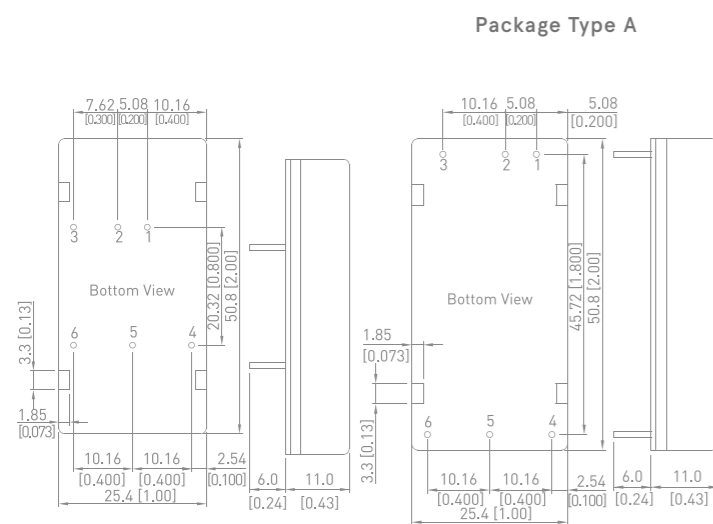 Package Type A
7.62 5.08 10.16
[0.300] [0.200] [0.400]
3 2 1
Bottom View
20.32 [0.800]
50.8 [2.00]
3.3 [0.13]
6 5 4
1.85
[0.073]
10.16 10.16 2.54
[0.400] [0.400] [0.100]
25.4 [1.00]
6.0 11.0
[0.24] [0.43]
10.16 5.08 5.08
[0.400] [0.200] [0.200]
3 2 1
Bottom View
45.72 [1.800]
50.8 [2.00]
1.85
[0.073]
3.3 [0.13]
6 5 4
10.16 10.16 2.54
[0.400] [0.400] [0.100]
25.4 [1.00]
6.0 11.0
[0.24] [0.43]